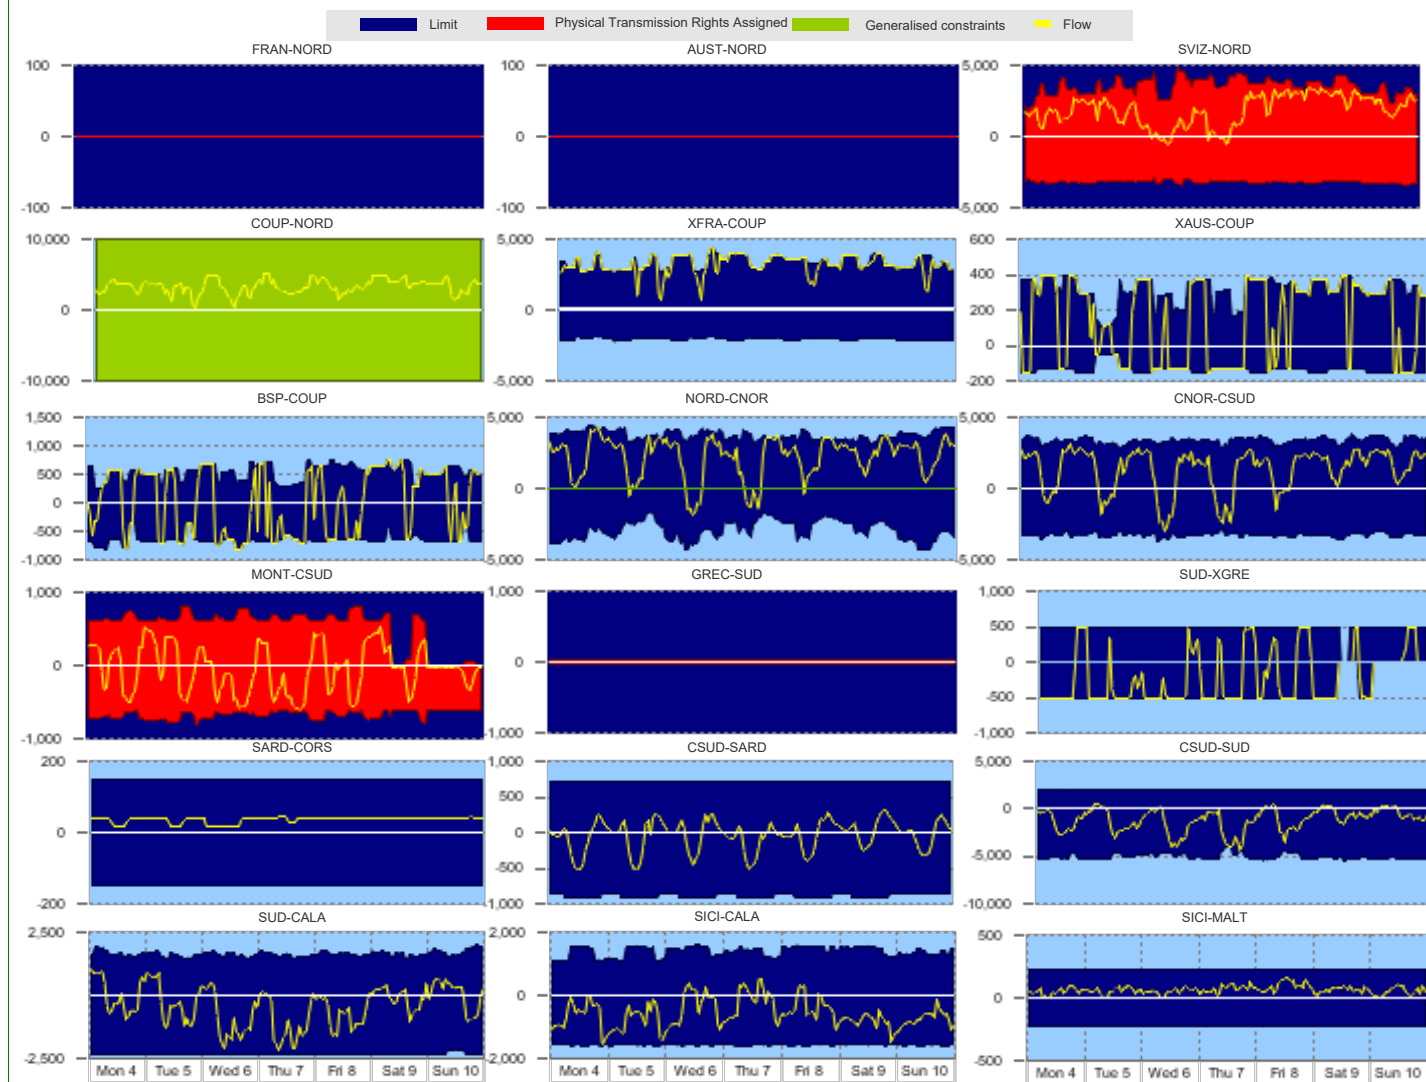 Limit Physical Transmission Rights Assigned Generalised constraints Flow
FRAN-NORD AUST-NORD SVIZ-NORD
100 100 5,000
0 0 0
-100 -100 -5,000
COUP-NORD XFRA-COUP XAUS-COUP
10,000 5,000 600
400
200
0 0 0
-10,000 -5,000 -200
BSP-COUP NORD-CNOR CNOR-CSUD
1,500 5,000 5,000
1,000
500
0 0 0
-500
-1,000 -5,000 -5,000
MONT-CSUD GREC-SUD SUD-XGRE
1,000 1,000 1,000
500
0 0 0
-500
-1,000 -1,000 -1,000
SARD-CORS CSUD-SARD CSUD-SUD
200 1,000 5,000
500 0
0 0
-500 -5,000
-200 -1,000 -10,000
SUD-CALA SICI-CALA SICI-MALT
2,500 2,000 500
0 0 0
-2,500 -2,000 -500
Mon 4 Tue 5 Wed 6 Thu 7 Fri 8 Sat 9 Sun 10 Mon 4 Tue 5 Wed 6 Thu 7 Fri 8 Sat 9 Sun 10 Mon 4 Tue 5 Wed 6 Thu 7 Fri 8 Sat 9 Sun 10